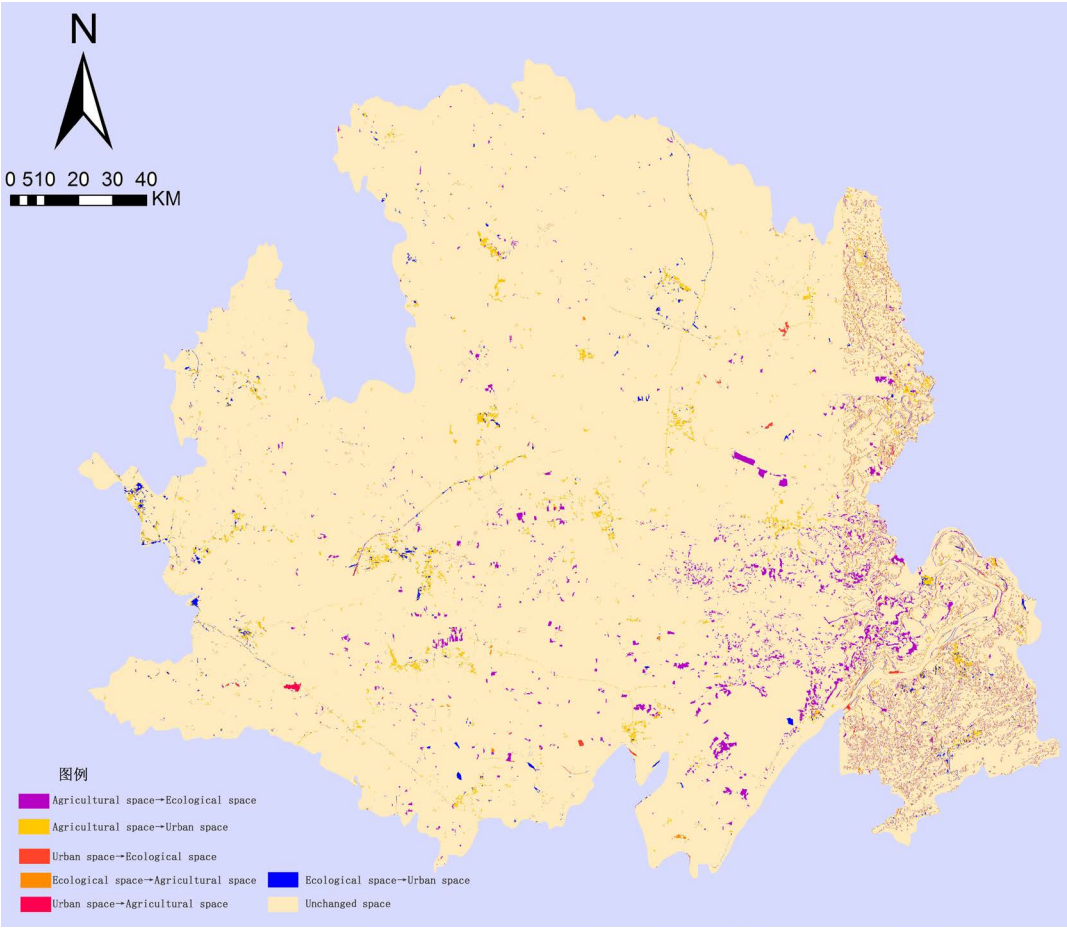 N
0 510 20 30 40
KM
图例
Agricultural space→Ecological space
Agricultural space→Urban space
Urban space→Ecological space
Ecological space→Agricultural space
Ecological space→Urban space
Urban space→Agricultural space
Unchanged space